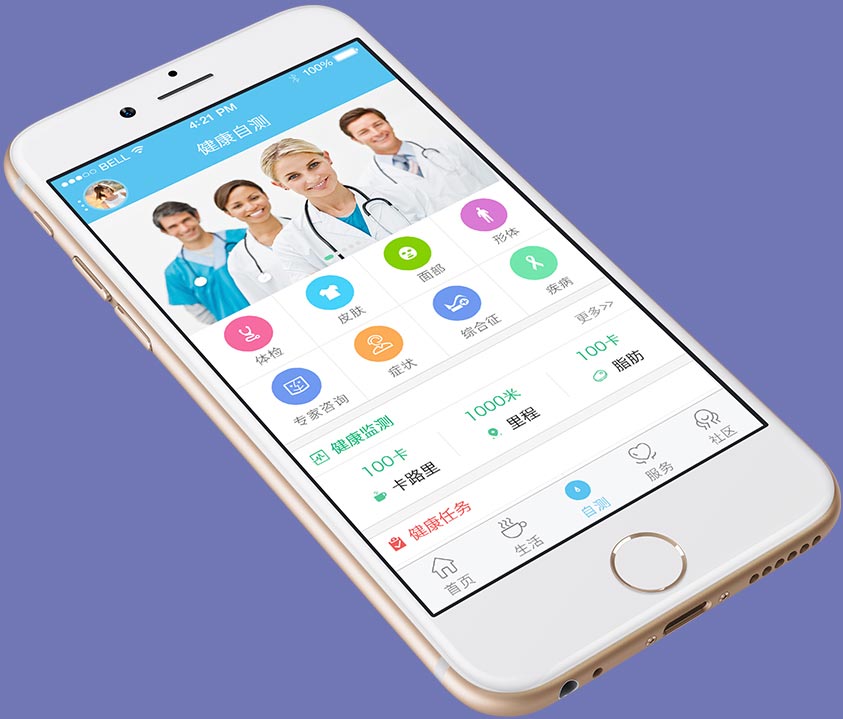 BELL 4:21 PM 100%
健康自测
体检 皮肤 面部 形体
专家咨询 症状 综合征 疾病
健康监测 更多>>
100卡 1000米 100卡
卡路里 里程 脂肪
健康任务
首页 生活 自测 服务 社区